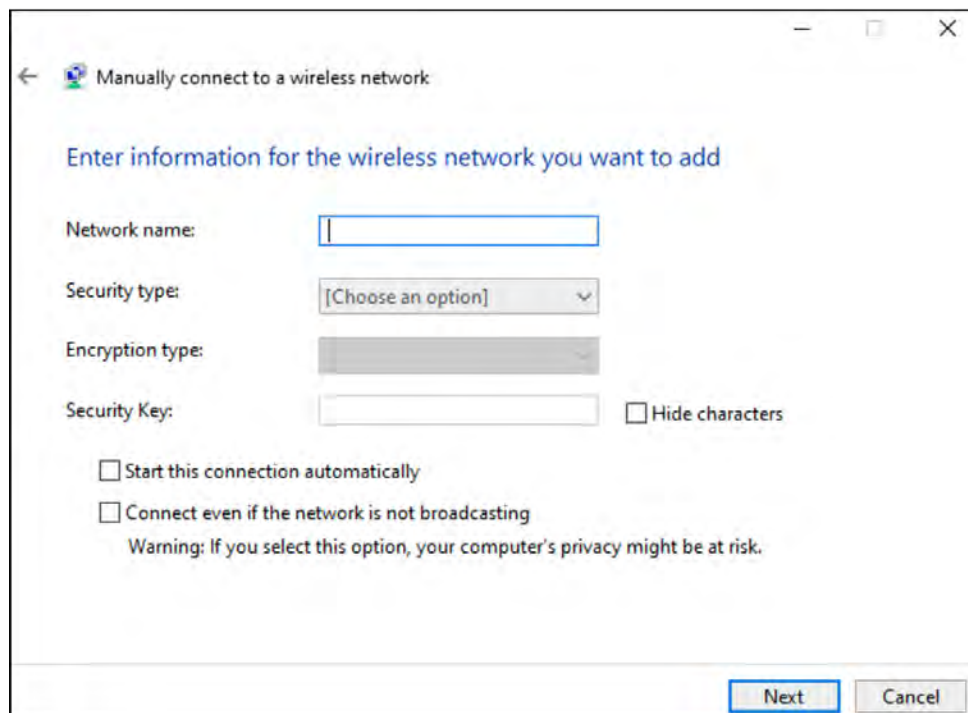 Manually connect to a wireless network
Enter information for the wireless network you want to add
Network name:
Security type: [Choose an option]
Encryption type:
Security Key: Hide characters
Start this connection automatically
Connect even if the network is not broadcasting
Warning: If you select this option, your computer's privacy might be at risk.
Next Cancel